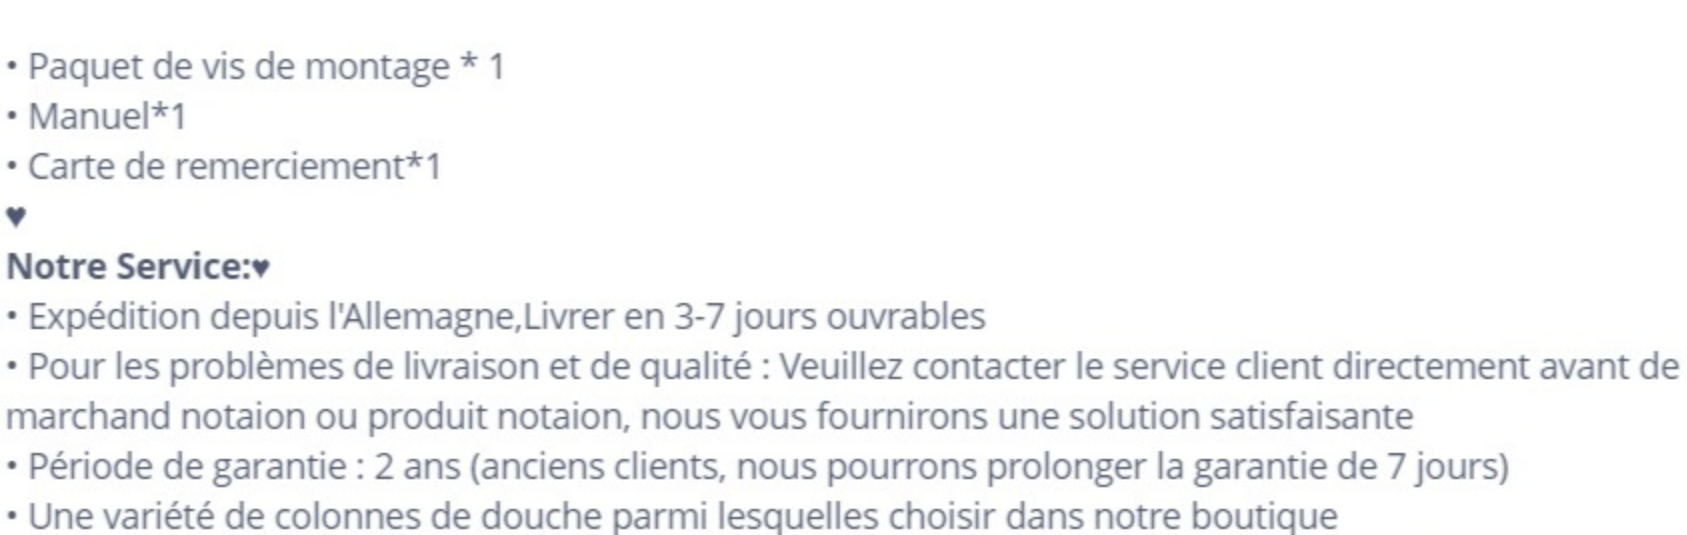 • Paquet de vis de montage * 1
• Manuel*1
• Carte de remerciement*1
♥
Notre Service:♥
• Expédition depuis l'Allemagne,Livrer en 3-7 jours ouvrables
• Pour les problèmes de livraison et de qualité : Veuillez contacter le service client directement avant de
marchand notaion ou produit notaion, nous vous fournirons une solution satisfaisante
• Période de garantie : 2 ans (anciens clients, nous pourrons prolonger la garantie de 7 jours)
• Une variété de colonnes de douche parmi lesquelles choisir dans notre boutique